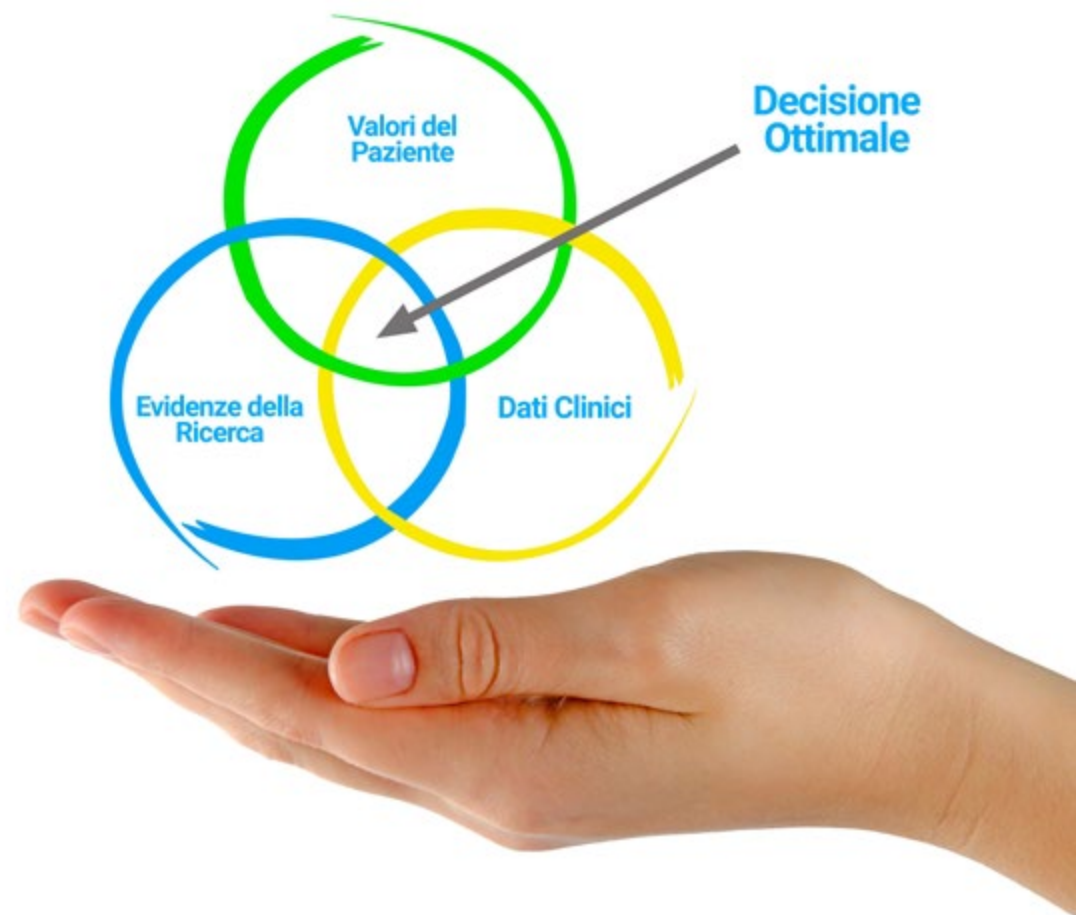 Valori del
Paziente
Decisione
Ottimale
Evidenze della
Ricerca
Dati Clinici